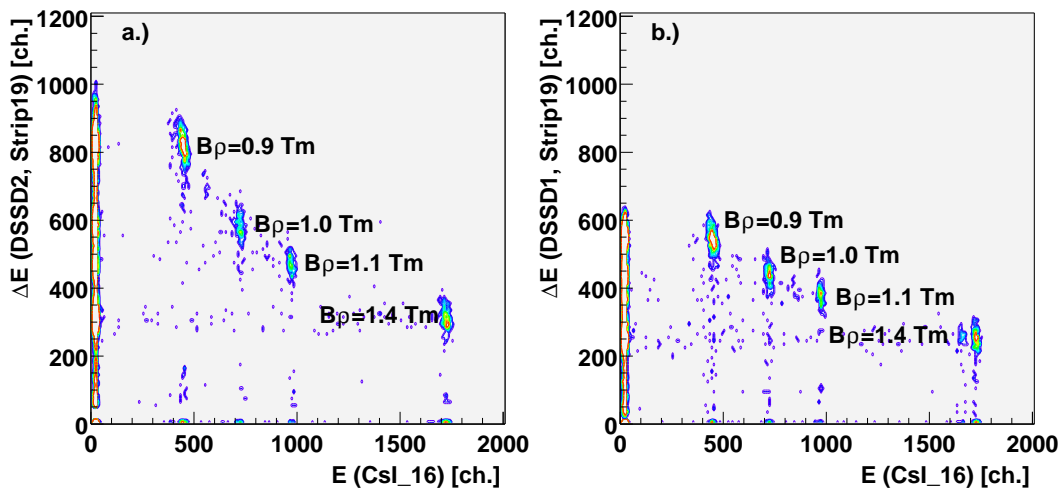 a.)
ΔE (DSSD2, Strip19) [ch.]
1200
1000
800
600
400
200
0
Bρ=0.9 Tm
Bρ=1.0 Tm
Bρ=1.1 Tm
Bρ=1.4 Tm
0 500 1000 1500 2000
E (CsI_16) [ch.]
b.)
ΔE (DSSD1, Strip19) [ch.]
1200
1000
800
600
400
200
0
Bρ=0.9 Tm
Bρ=1.0 Tm
Bρ=1.1 Tm
Bρ=1.4 Tm
0 500 1000 1500 2000
E (CsI_16) [ch.]